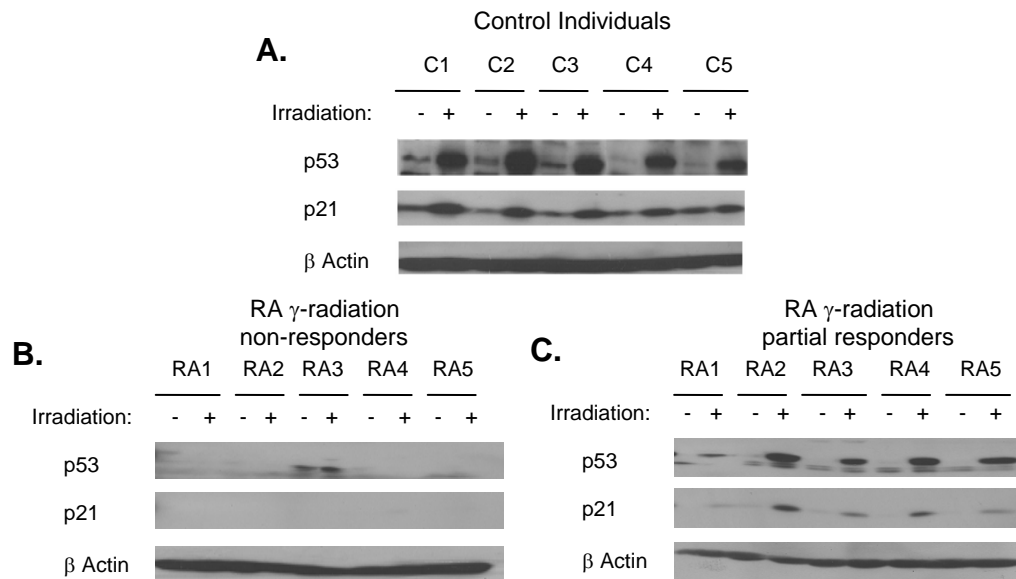 Control Individuals
A.
C1 C2 C3 C4 C5
Irradiation: - + - + - + - + - +
p53
p21
β Actin
RA γ-radiation
non-responders
B.
RA1 RA2 RA3 RA4 RA5
Irradiation: - + - + - + - + - +
p53
p21
β Actin
RA γ-radiation
partial responders
C.
RA1 RA2 RA3 RA4 RA5
Irradiation: - + - + - + - + - +
p53
p21
β Actin